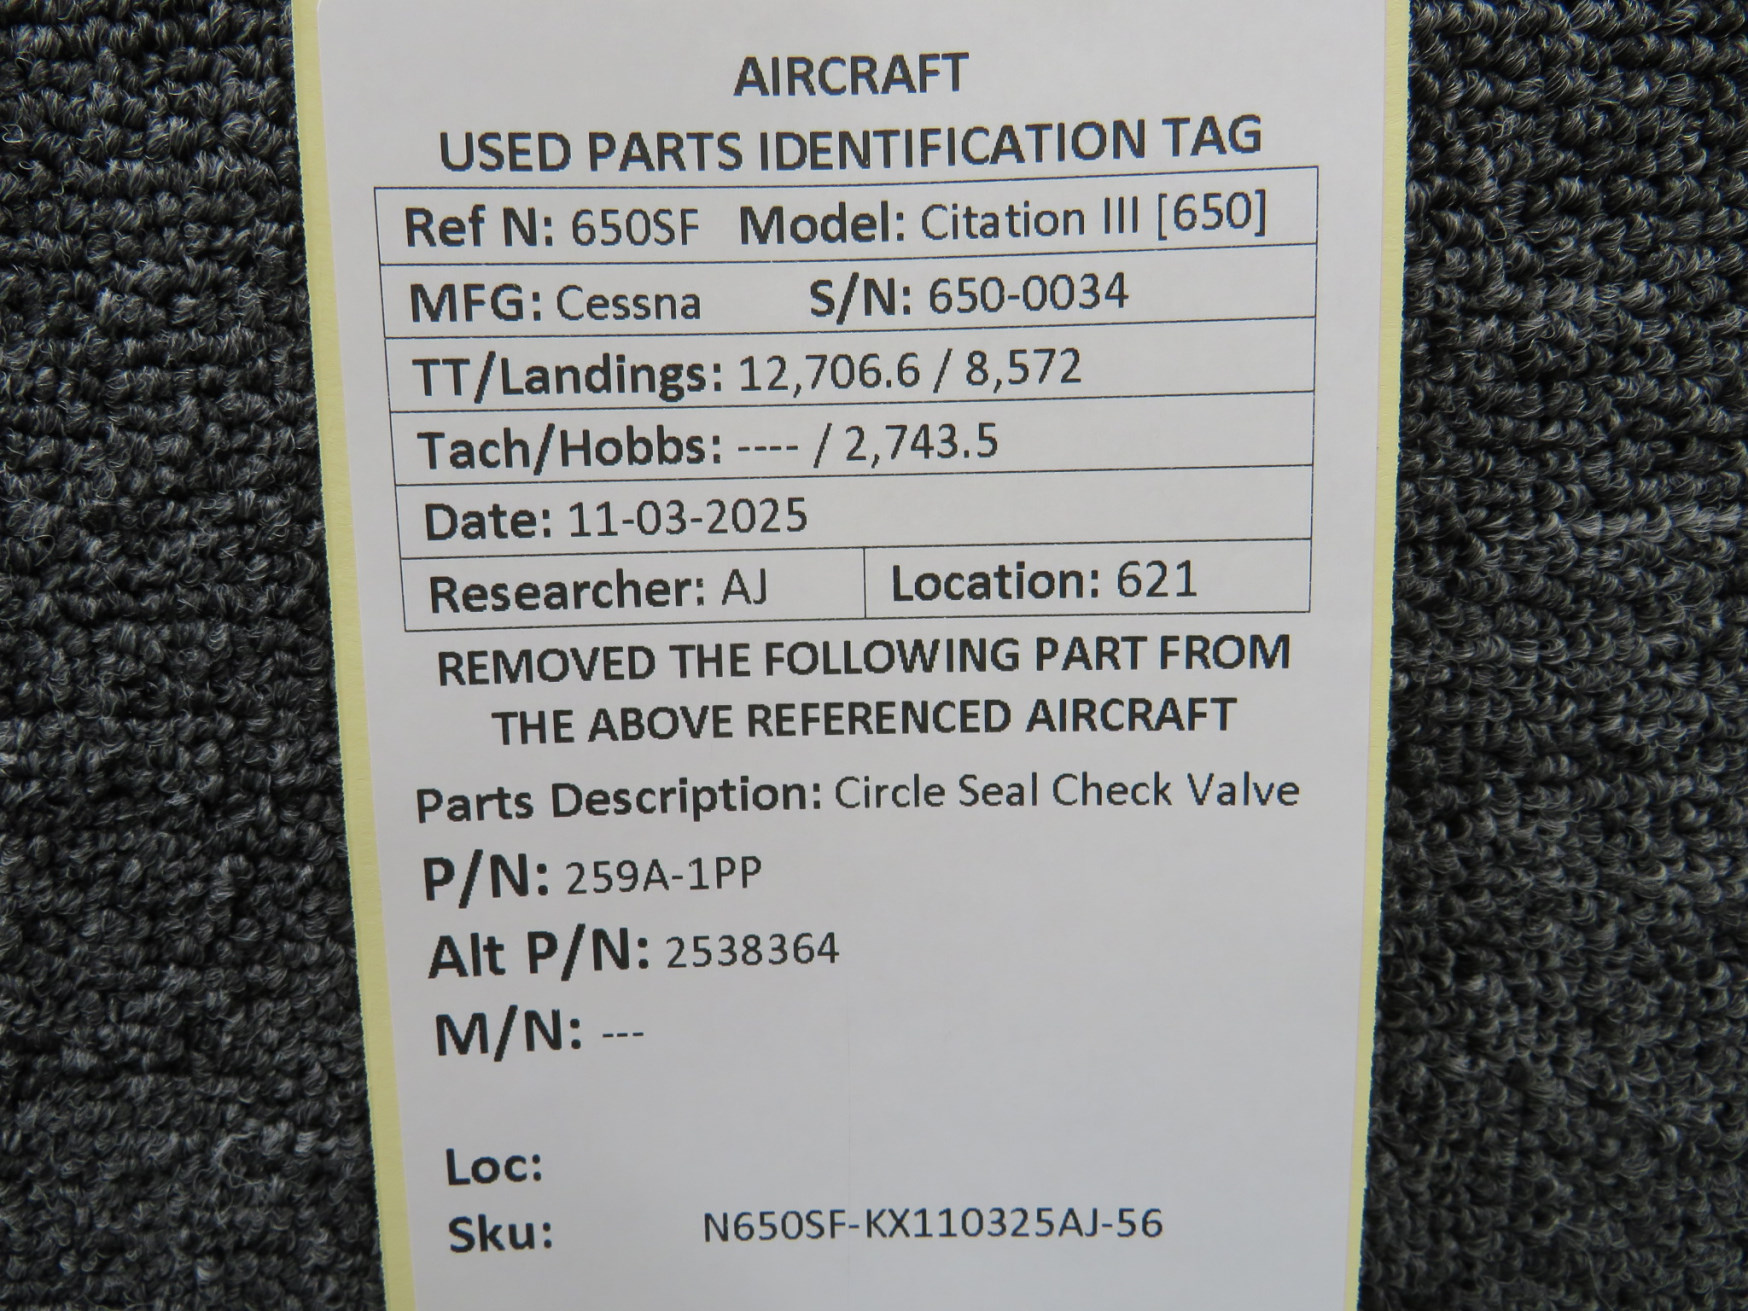 AIRCRAFT
USED PARTS IDENTIFICATION TAG
Ref N: 650SF Model: Citation III [650]
MFG: Cessna S/N: 650-0034
TT/Landings: 12,706.6 / 8,572
Tach/Hobbs: ---- / 2,743.5
Date: 11-03-2025
Researcher: AJ Location: 621
REMOVED THE FOLLOWING PART FROM
THE ABOVE REFERENCED AIRCRAFT
Parts Description: Circle Seal Check Valve
P/N: 259A-1PP
Alt P/N: 2538364
M/N: ---
Loc:
Sku: N650SF-KX110325AJ-56